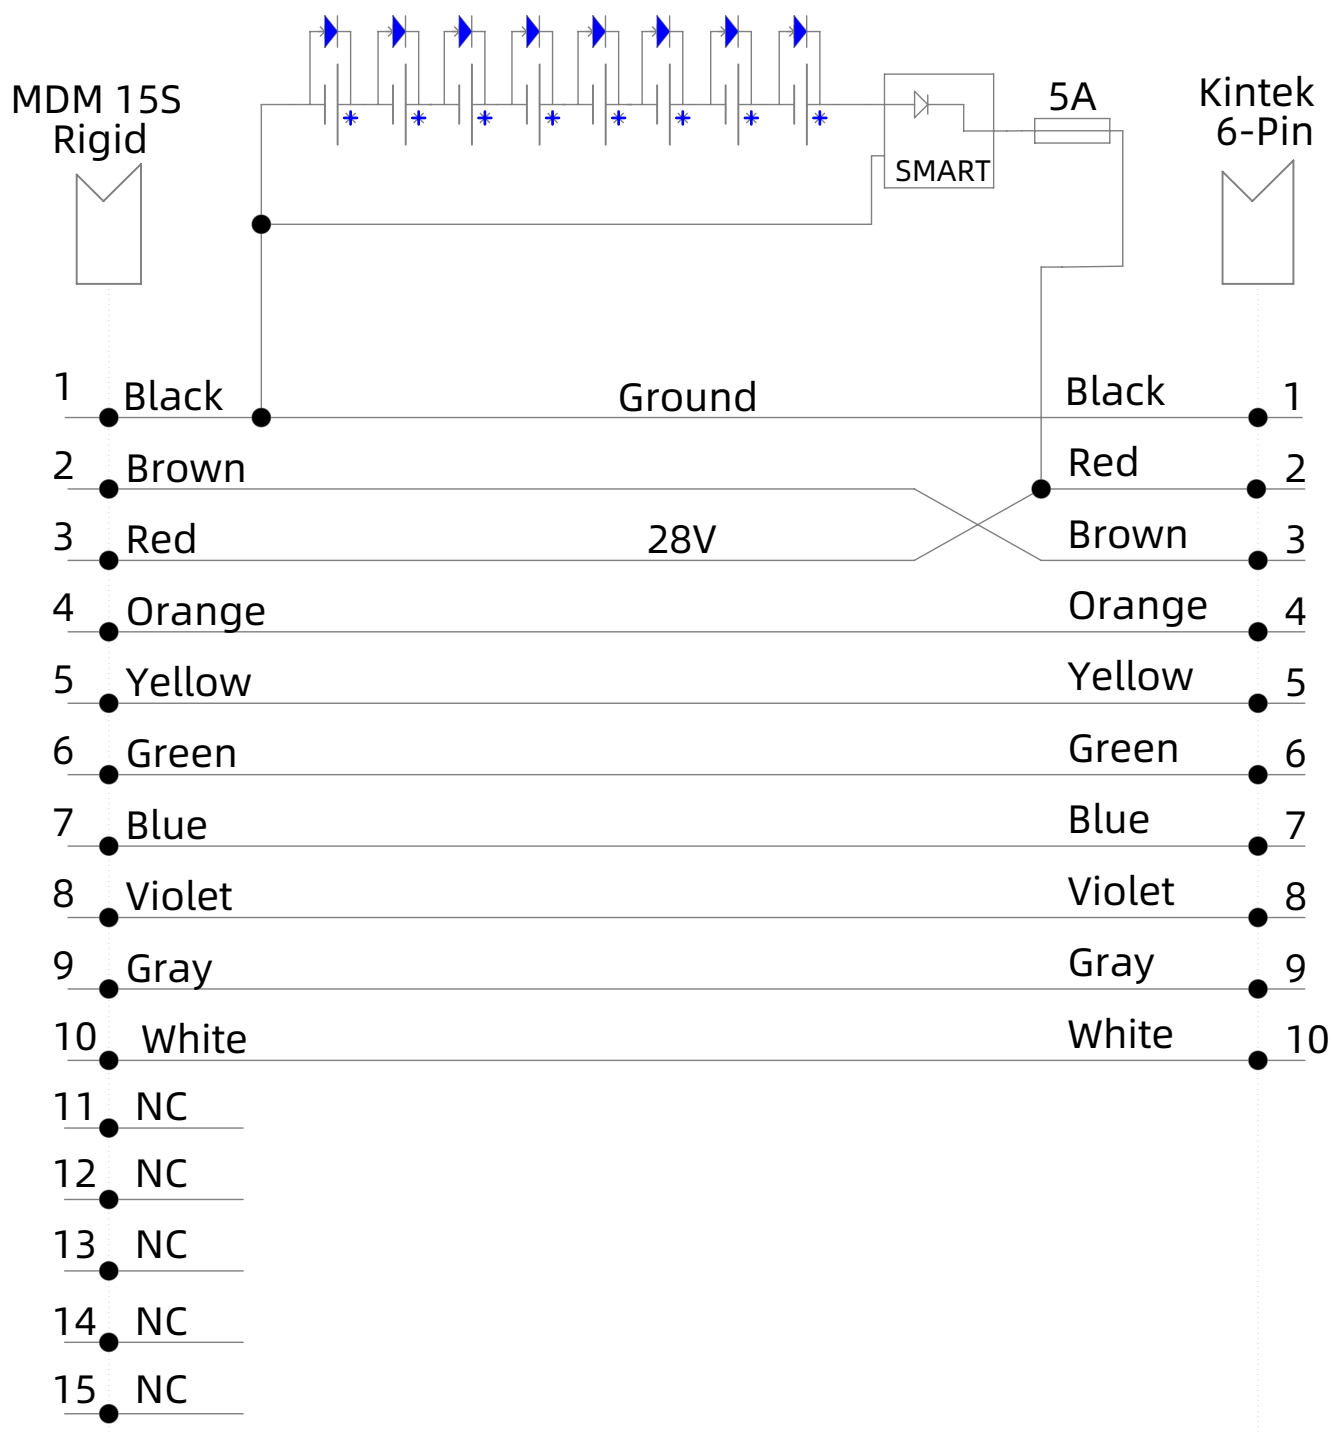 MDM 15S
Rigid
5A
Kintek
6-Pin
SMART
1 Black Ground Black 1
2 Brown Red 2
3 Red 28V Brown 3
4 Orange Orange 4
5 Yellow Yellow 5
6 Green Green 6
7 Blue Blue 7
8 Violet Violet 8
9 Gray Gray 9
10 White White 10
11 NC
12 NC
13 NC
14 NC
15 NC